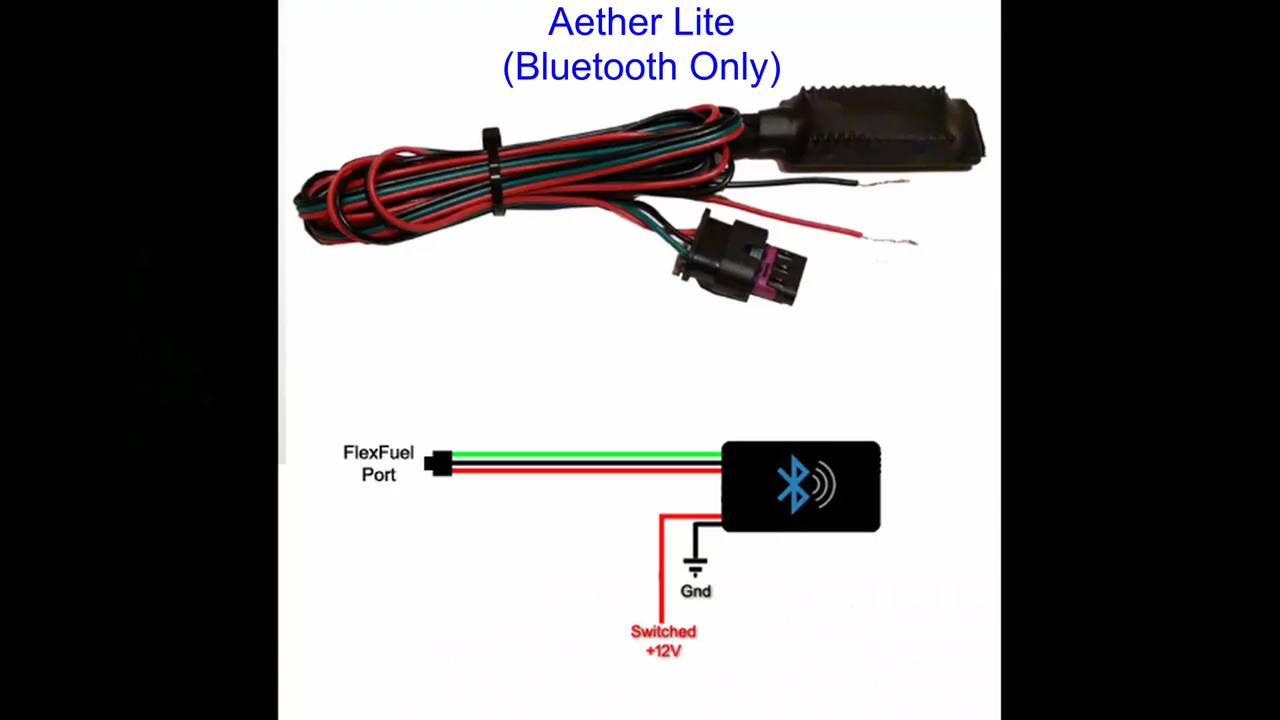 Aether Lite
(Bluetooth Only)
FlexFuel
Port
Gnd
Switched
+12V